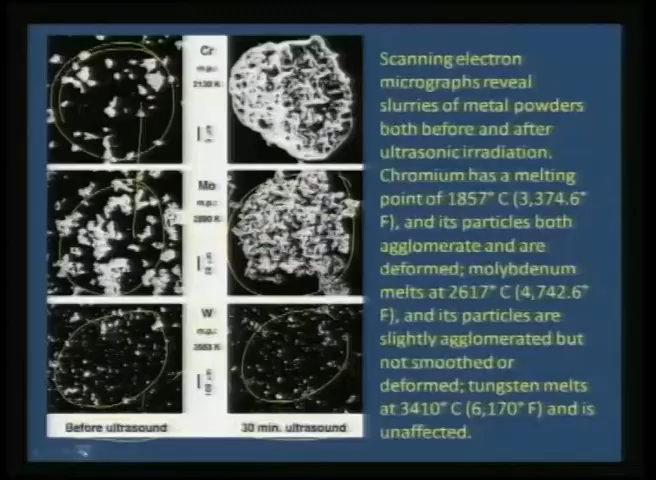 Cr
m.p.:
2130 K
Mo
m.p.:
2890 K
W
m.p.:
3683 K
Before ultrasound
30 min. ultrasound
Scanning electron
micrographs reveal
slurries of metal powders
both before and after
ultrasonic irradiation.
Chromium has a melting
point of 1857° C (3,374.6°
F), and its particles both
agglomerate and are
deformed; molybdenum
melts at 2617° C (4,742.6°
F), and its particles are
slightly agglomerated but
not smoothed or
deformed; tungsten melts
at 3410° C (6,170° F) and is
unaffected.